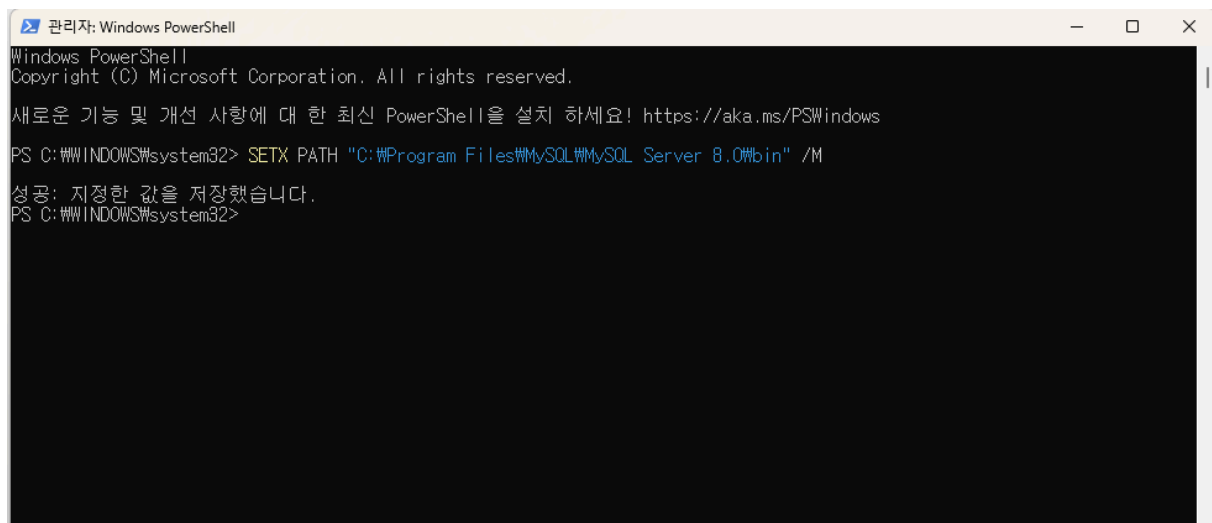 관리자: Windows PowerShell
Windows PowerShell
Copyright (C) Microsoft Corporation. All rights reserved.
새로운 기능 및 개선 사항에 대 한 최신 PowerShell을 설치 하세요! https://aka.ms/PSWindows
PS C:₩WINDOWS₩system32> SETX PATH "C:₩Program Files₩MySQL₩MySQL Server 8.0₩bin" /M
성공: 지정한 값을 저장했습니다.
PS C:₩WINDOWS₩system32>